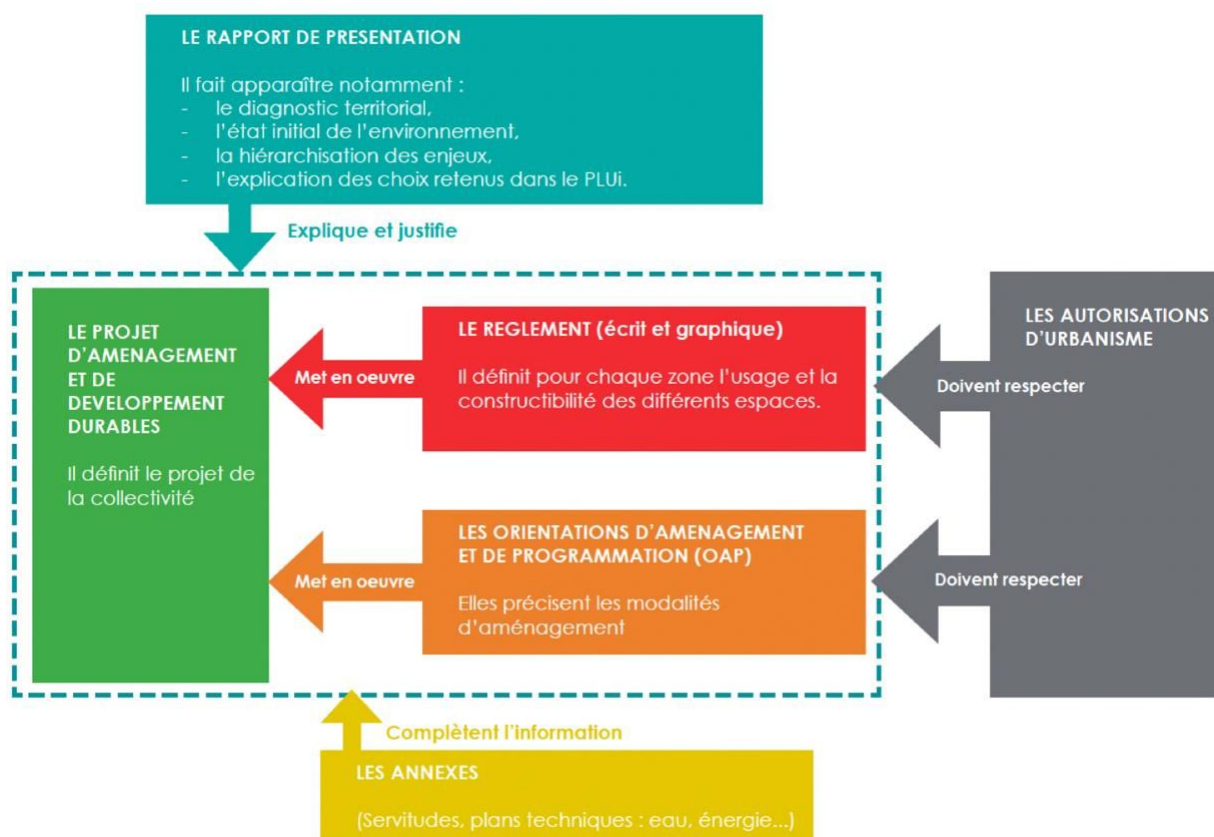 LE RAPPORT DE PRESENTATION
Il fait apparaître notamment :
- le diagnostic territorial,
- l'état initial de l'environnement,
- la hiérarchisation des enjeux,
- l'explication des choix retenus dans le PLUi.
Explique et justifie
LE PROJET
D'AMENAGEMENT
ET DE
DEVELOPPEMENT
DURABLES
Il définit le projet de
la collectivité
Met en oeuvre
LE REGLEMENT (écrit et graphique)
Il définit pour chaque zone l'usage et la
constructibilité des différents espaces.
Doivent respecter
LES AUTORISATIONS
D'URBANISME
Met en oeuvre
LES ORIENTATIONS D'AMENAGEMENT
ET DE PROGRAMMATION (OAP)
Elles précisent les modalités
d'aménagement
Doivent respecter
Complètent l'information
LES ANNEXES
(Servitudes, plans techniques : eau, énergie...)